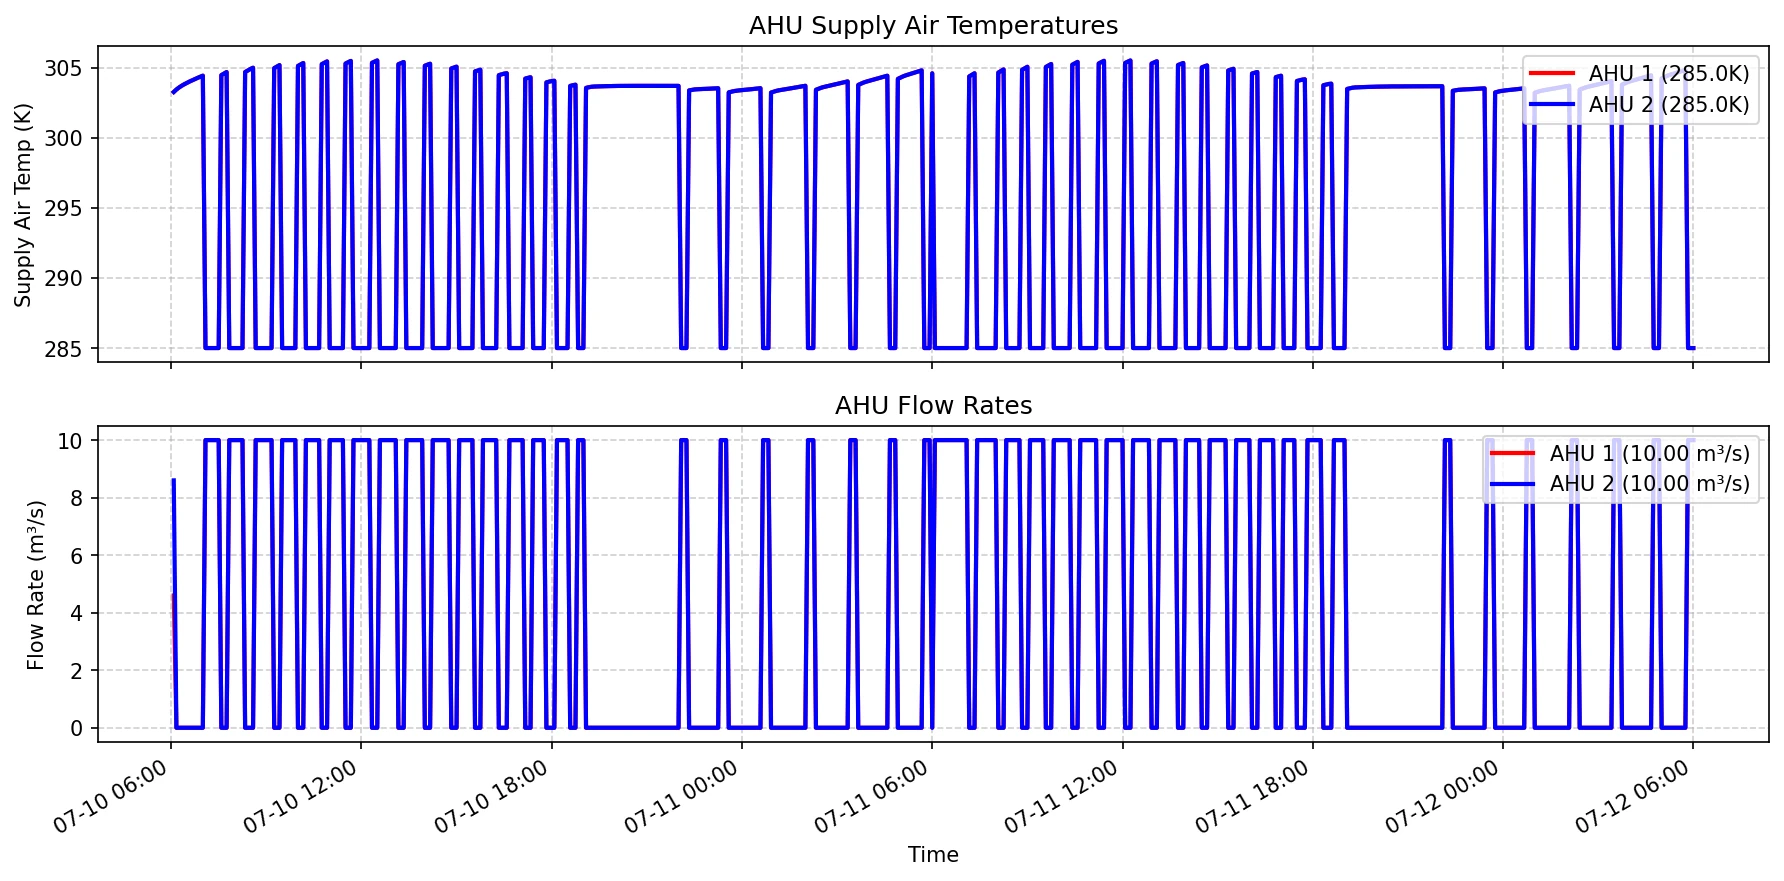 AHU Supply Air Temperatures
Supply Air Temp (K)
305
300
295
290
285
AHU 1 (285.0K)
AHU 2 (285.0K)
AHU Flow Rates
Flow Rate (m³/s)
10
8
6
4
2
0
AHU 1 (10.00 m³/s)
AHU 2 (10.00 m³/s)
07-10 06:00
07-10 12:00
07-10 18:00
07-11 00:00
07-11 06:00
07-11 12:00
07-11 18:00
07-12 00:00
07-12 06:00
Time